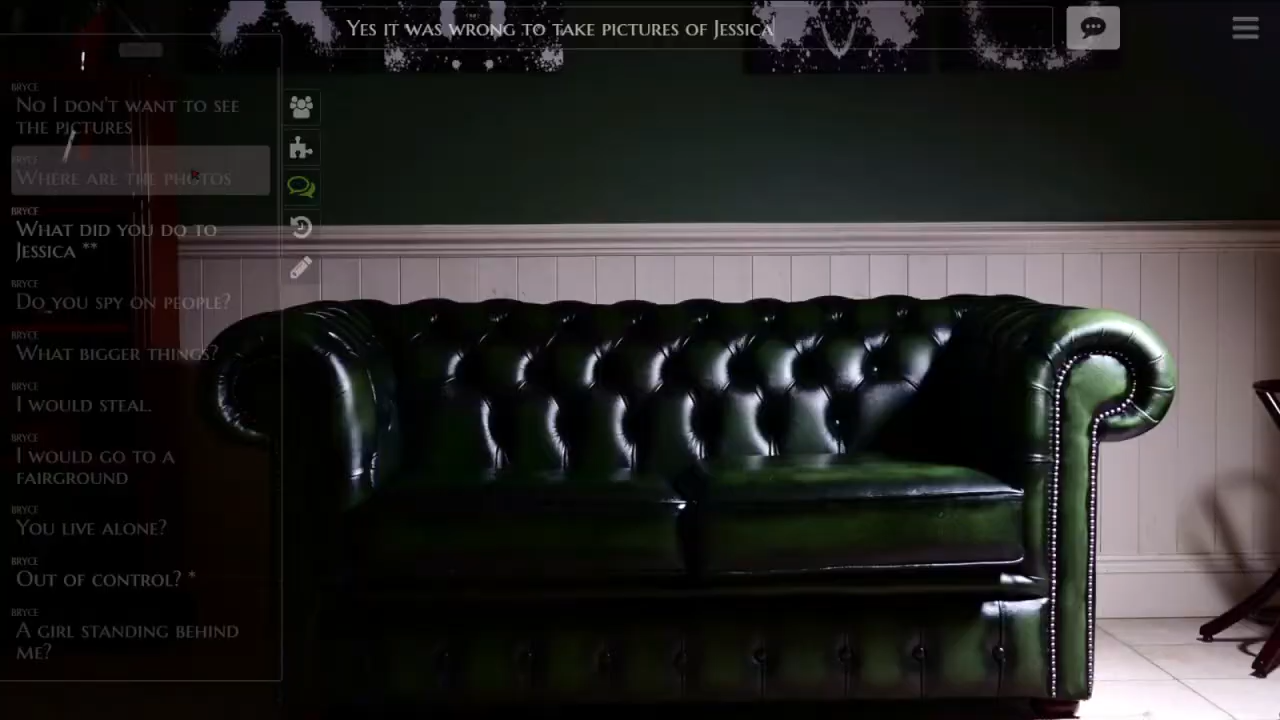 Yes it was wrong to take pictures of Jessica
BRYCE
No I don't want to see
the pictures
BRYCE
Where are the photos
BRYCE
What did you do to
Jessica **
BRYCE
Do you spy on people?
BRYCE
What bigger things?
BRYCE
I would steal.
BRYCE
I would go to a
fairground
BRYCE
You live alone?
BRYCE
Out of control? *
BRYCE
A girl standing behind
me?